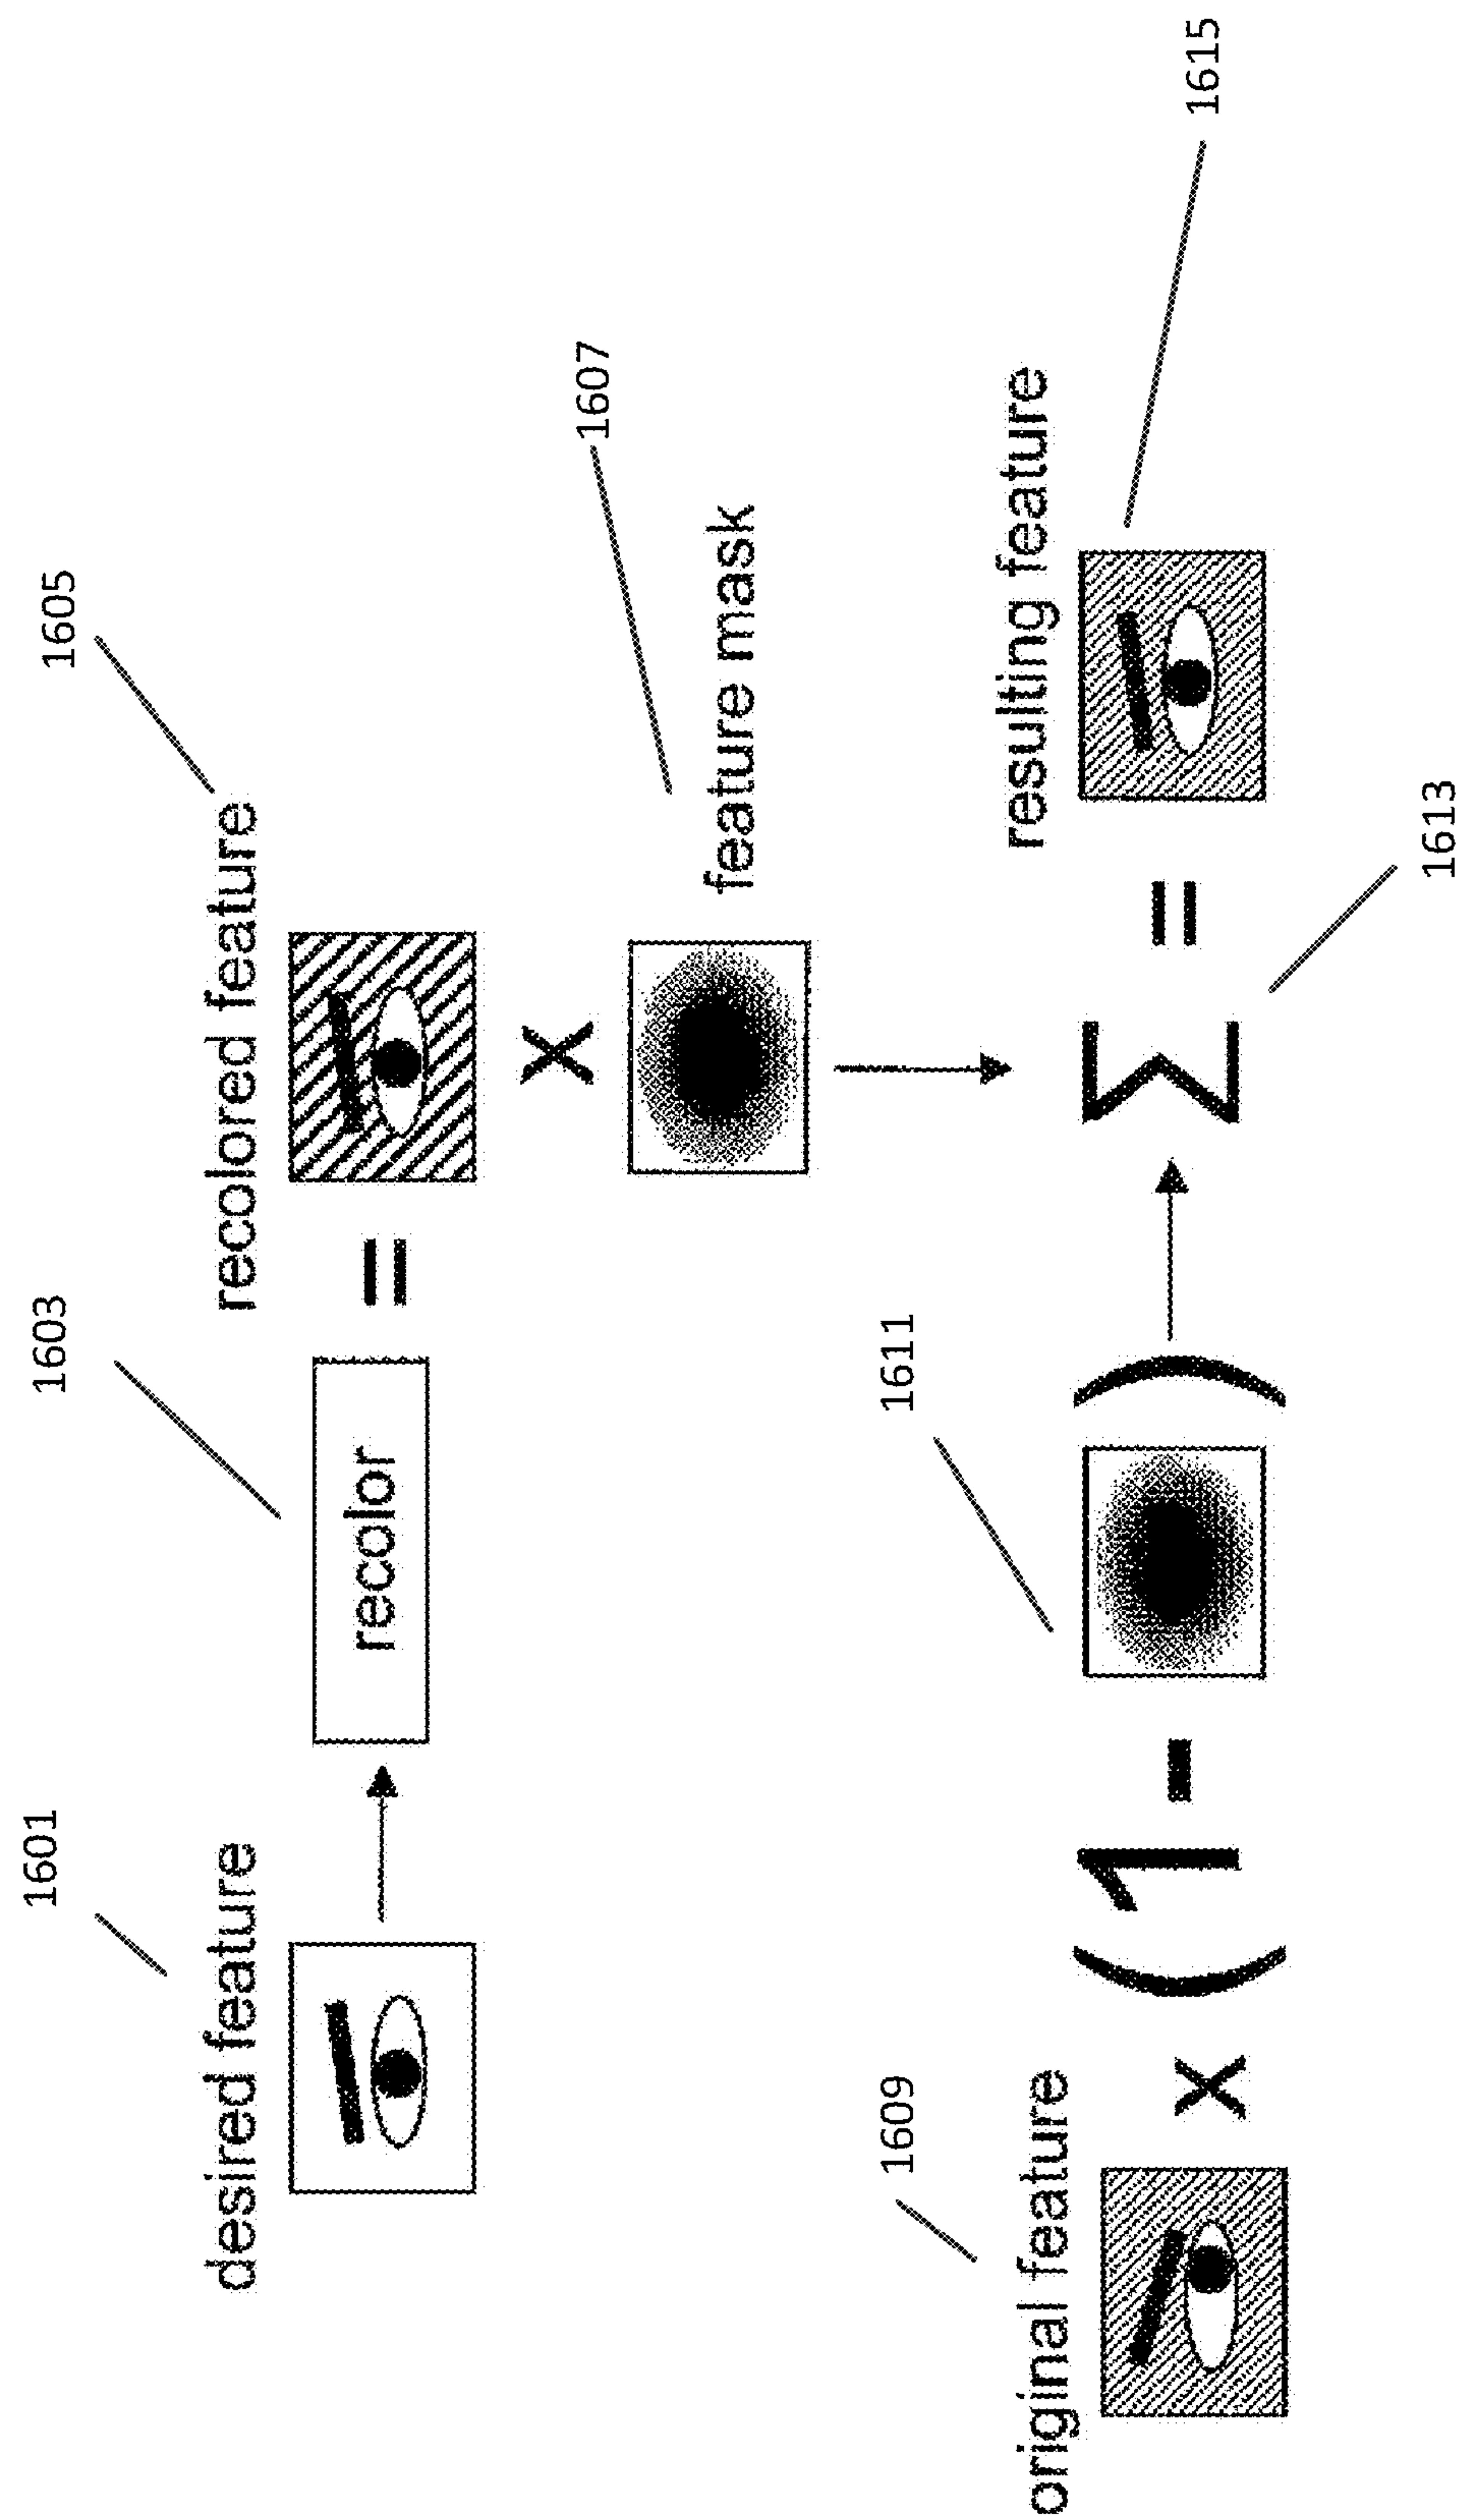 1601
1603
1605
desired feature
recolor
=
recolored feature
X
1607
feature mask
1609
1611
1615
original feature
resulting feature
X ( 1 - ) Σ =
1613